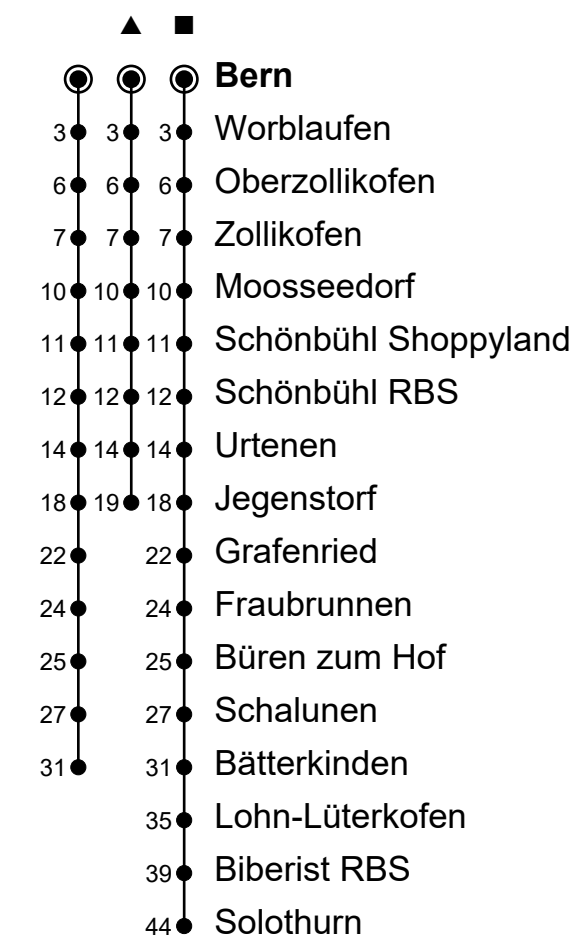 ▲ ■
Bern
3 3 3 Worblaufen
6 6 6 Oberzollikofen
7 7 7 Zollikofen
10 10 10 Moosseedorf
11 11 11 Schönbühl Shoppyland
12 12 12 Schönbühl RBS
14 14 14 Urtenen
18 19 18 Jegenstorf
22 22 Grafenried
24 24 Fraubrunnen
25 25 Büren zum Hof
27 27 Schalunen
31 31 Bätterkinden
35 Lohn-Lüterkofen
39 Biberist RBS
44 Solothurn